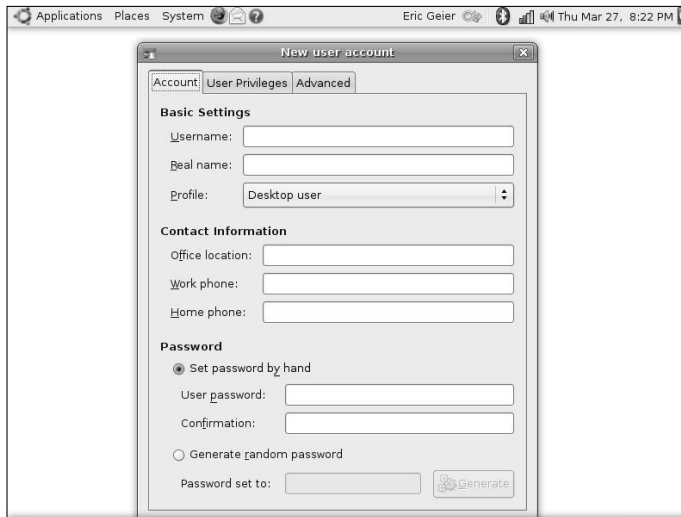 Applications Places System Eric Geier Thu Mar 27, 8:22 PM
New user account
Account User Privileges Advanced
Basic Settings
Username:
Real name:
Profile: Desktop user
Contact Information
Office location:
Work phone:
Home phone:
Password
Set password by hand
User password:
Confirmation:
Generate random password
Password set to: Generate